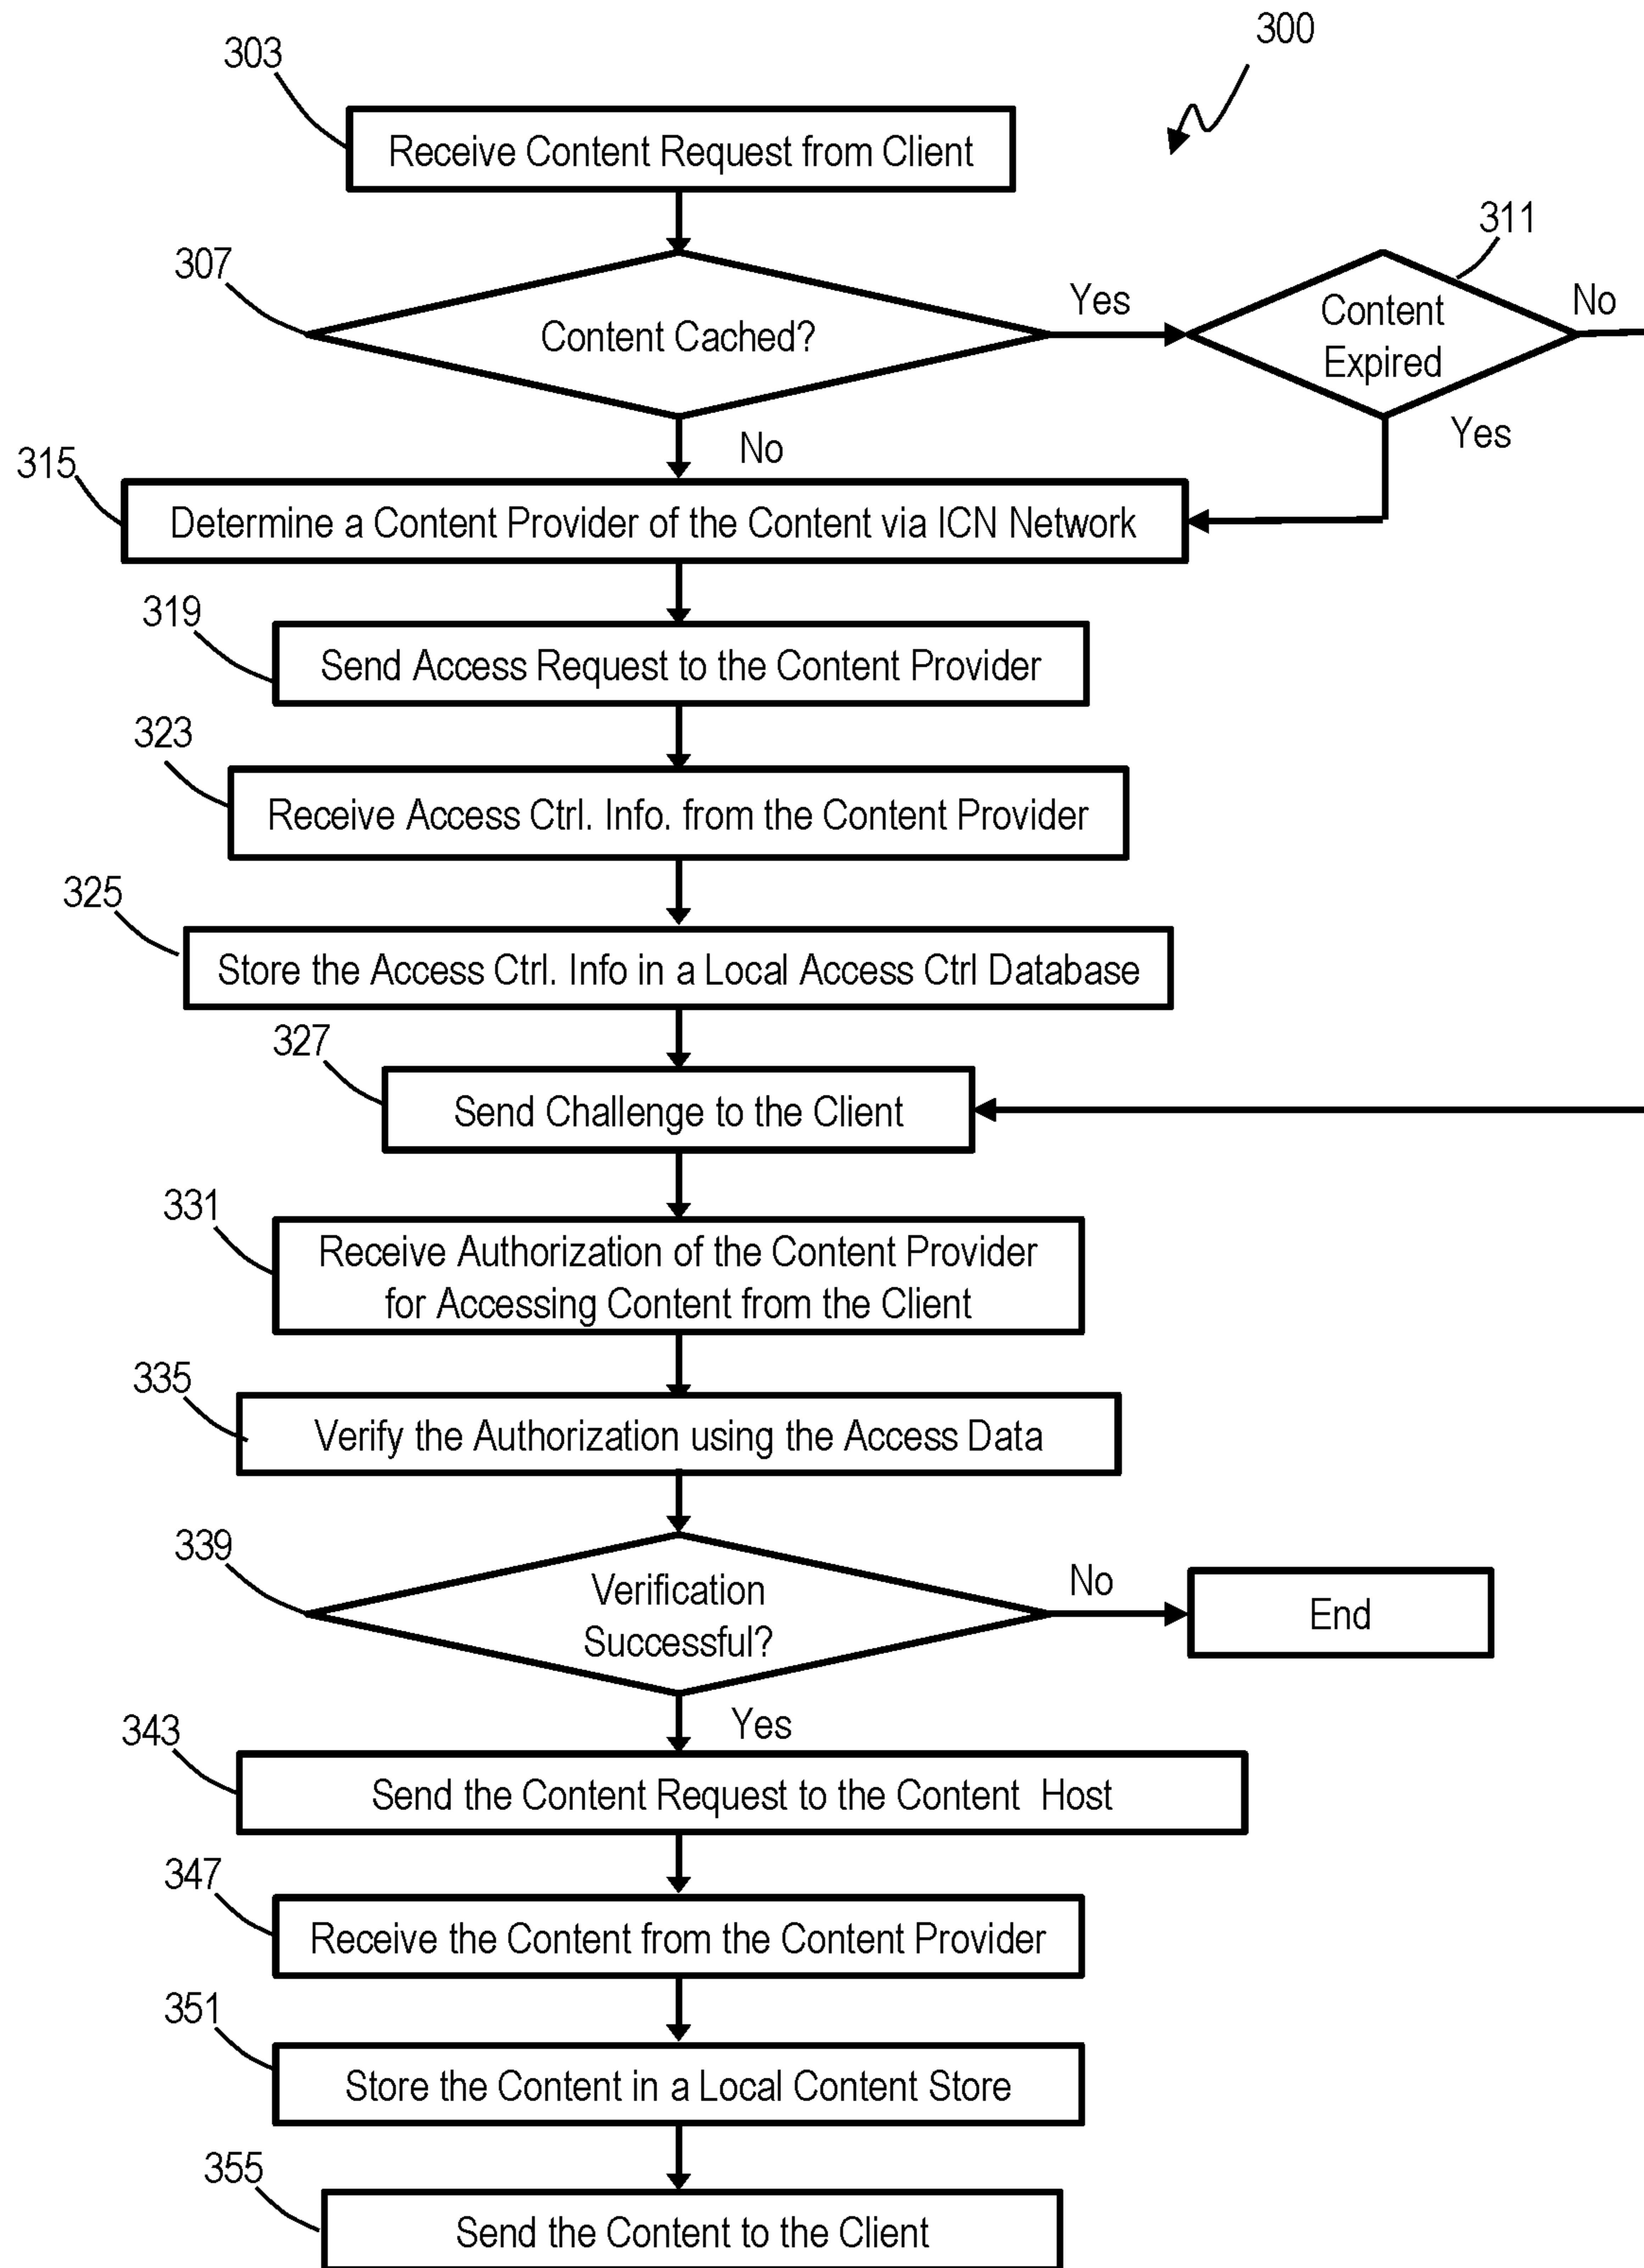 300
303
Receive Content Request from Client
311
307
Content Cached?
Yes
Content
Expired
No
No
Yes
315
Determine a Content Provider of the Content via ICN Network
319
Send Access Request to the Content Provider
323
Receive Access Ctrl. Info. from the Content Provider
325
Store the Access Ctrl. Info in a Local Access Ctrl Database
327
Send Challenge to the Client
331
Receive Authorization of the Content Provider
for Accessing Content from the Client
335
Verify the Authorization using the Access Data
339
Verification
Successful?
No
End
Yes
343
Send the Content Request to the Content Host
347
Receive the Content from the Content Provider
351
Store the Content in a Local Content Store
355
Send the Content to the Client